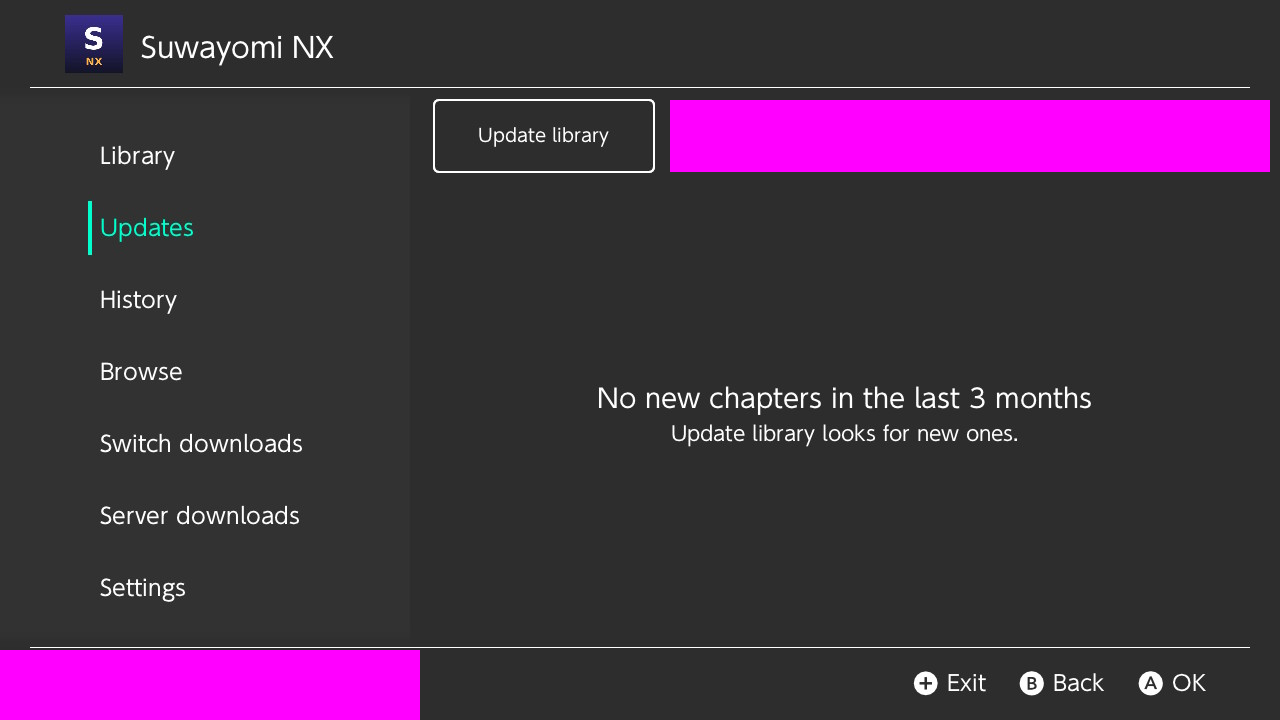 S
NX
Suwayomi NX
Library
Updates
History
Browse
Switch downloads
Server downloads
Settings
Update library
No new chapters in the last 3 months
Update library looks for new ones.
+ Exit
B Back
A OK